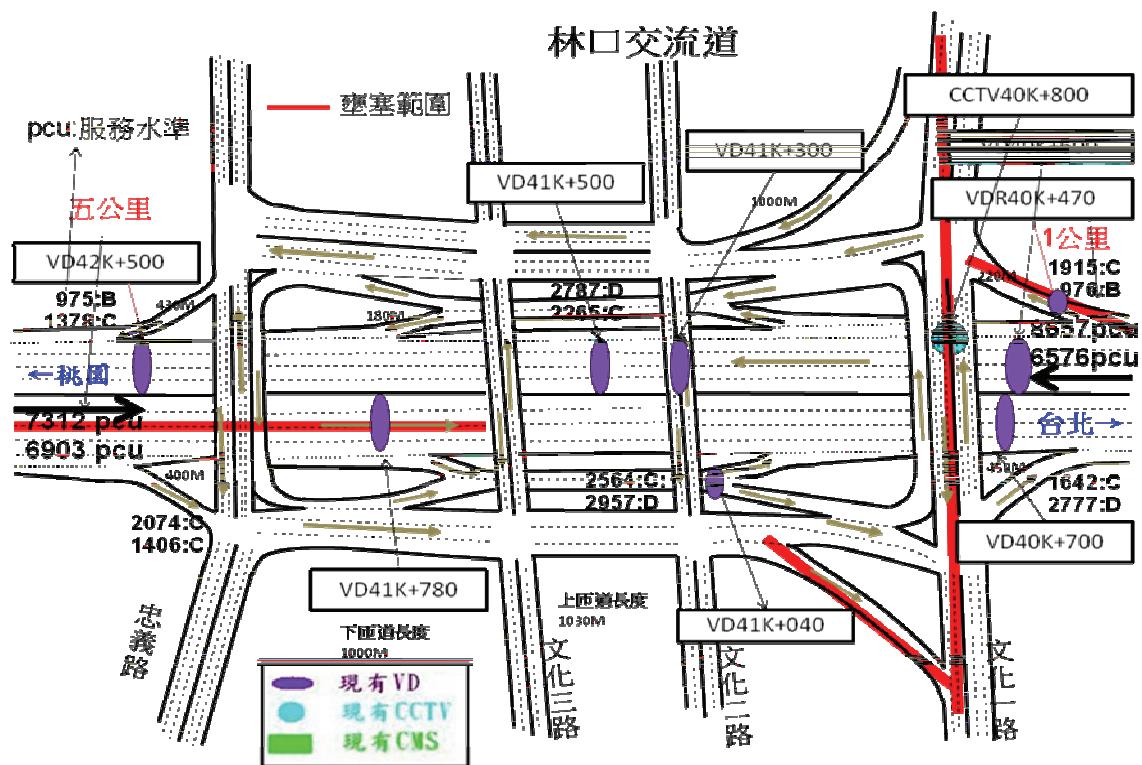 林口交流道
壅塞範圍
pcu:服務水準
CCTV40K+800
VD41K+300
VD41K+500
1000M
VDR40K+470
五公里
1公里
VD42K+500
1915:C
976:B
220M
975:B
1378:C
430M
180M
2787:D
2265:C
8657pcu
6576pcu
←桃園
7312 pcu
6903 pcu
台北→
400M
450M
2564:C
2957:D
1642:C
2777:D
2074:C
1406:C
VD40K+700
VD41K+780
上匝道長度
1030M
VD41K+040
下匝道長度
1000M
忠義路
文化三路
文化二路
文化一路
現有VD
現有CCTV
現有CMS